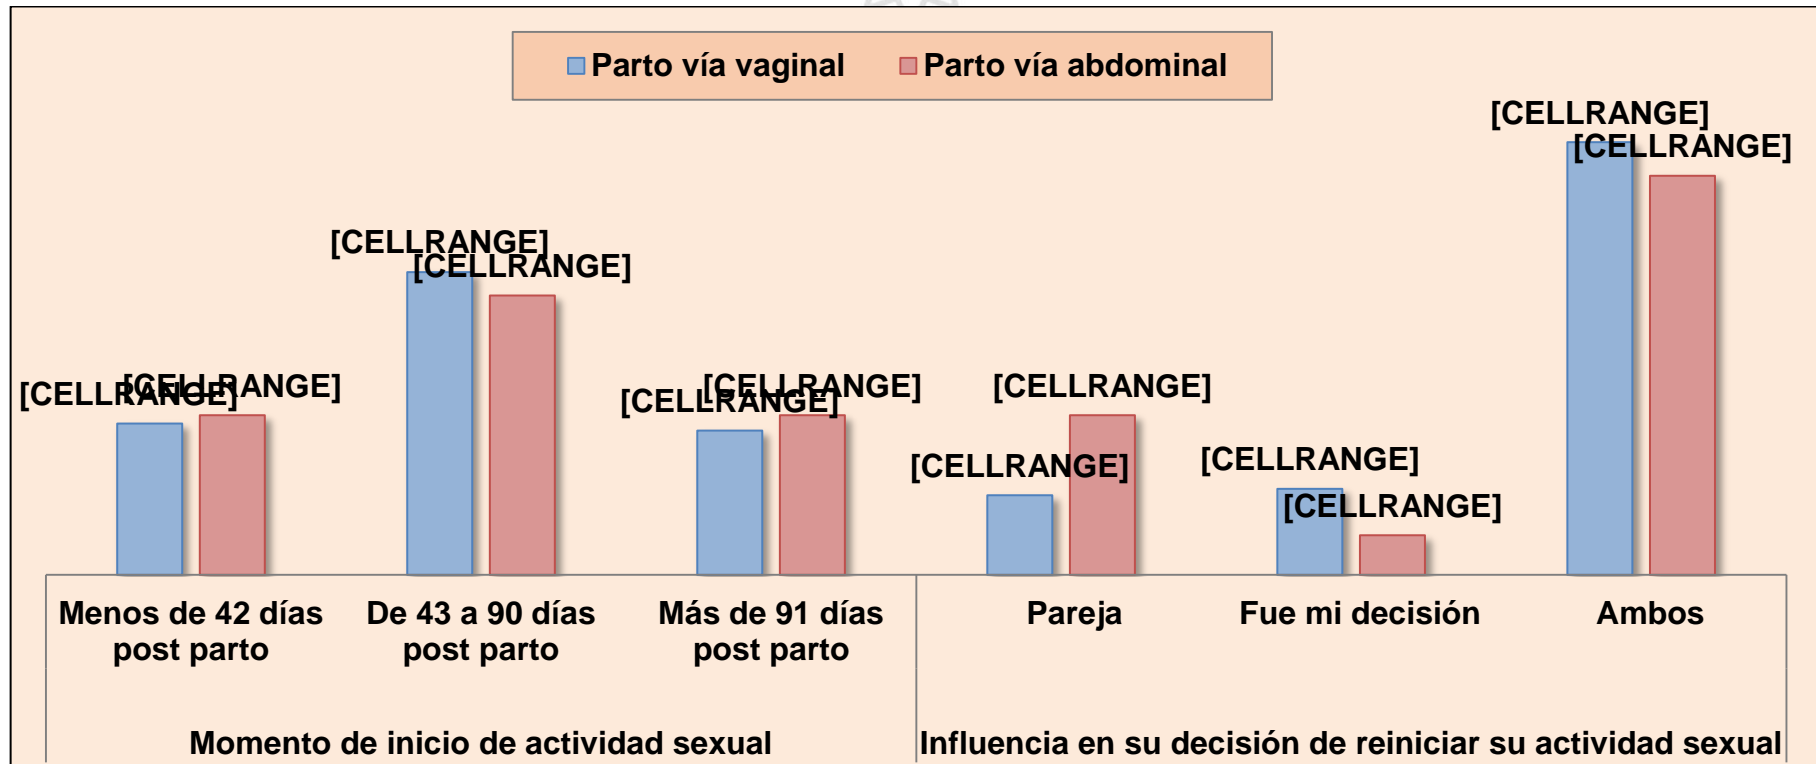 Parto vía vaginal
Parto vía abdominal
[CELLRANGE]
[CELLRANGE]
[CELLRANGE]
[CELLRANGE]
[CELLRANGE]
[CELLRANGE]
[CELLRANGE]
[CELLRANGE]
[CELLRANGE]
[CELLRANGE]
[CELLRANGE]
[CELLRANGE]
Menos de 42 días
post parto
De 43 a 90 días
post parto
Más de 91 días
post parto
Pareja
Fue mi decisión
Ambos
Momento de inicio de actividad sexual
Influencia en su decisión de reiniciar su actividad sexual